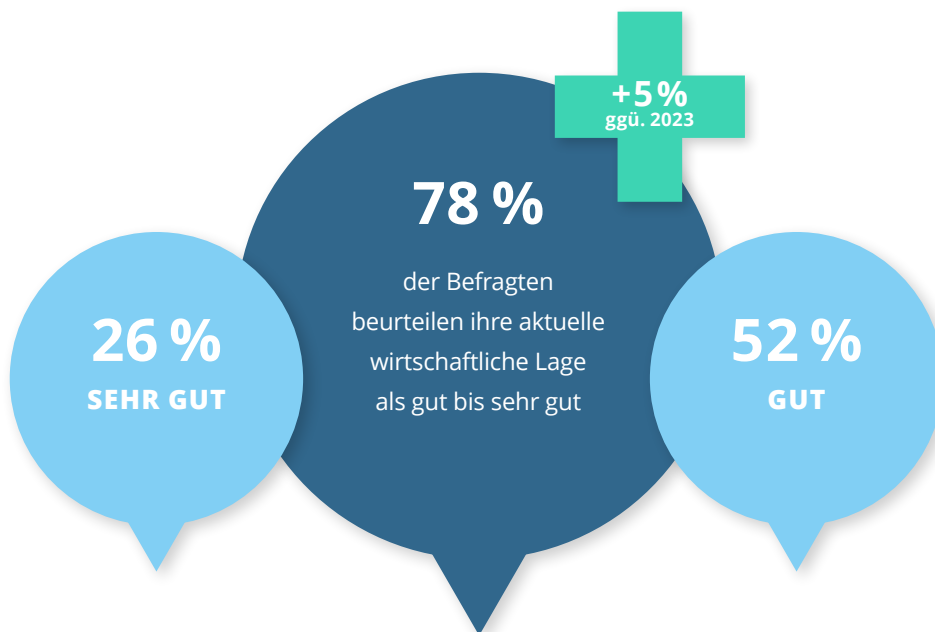 +5%
ggü. 2023
78 %
der Befragten
beurteilen ihre aktuelle
wirtschaftliche Lage
als gut bis sehr gut
26 %
SEHR GUT
52 %
GUT